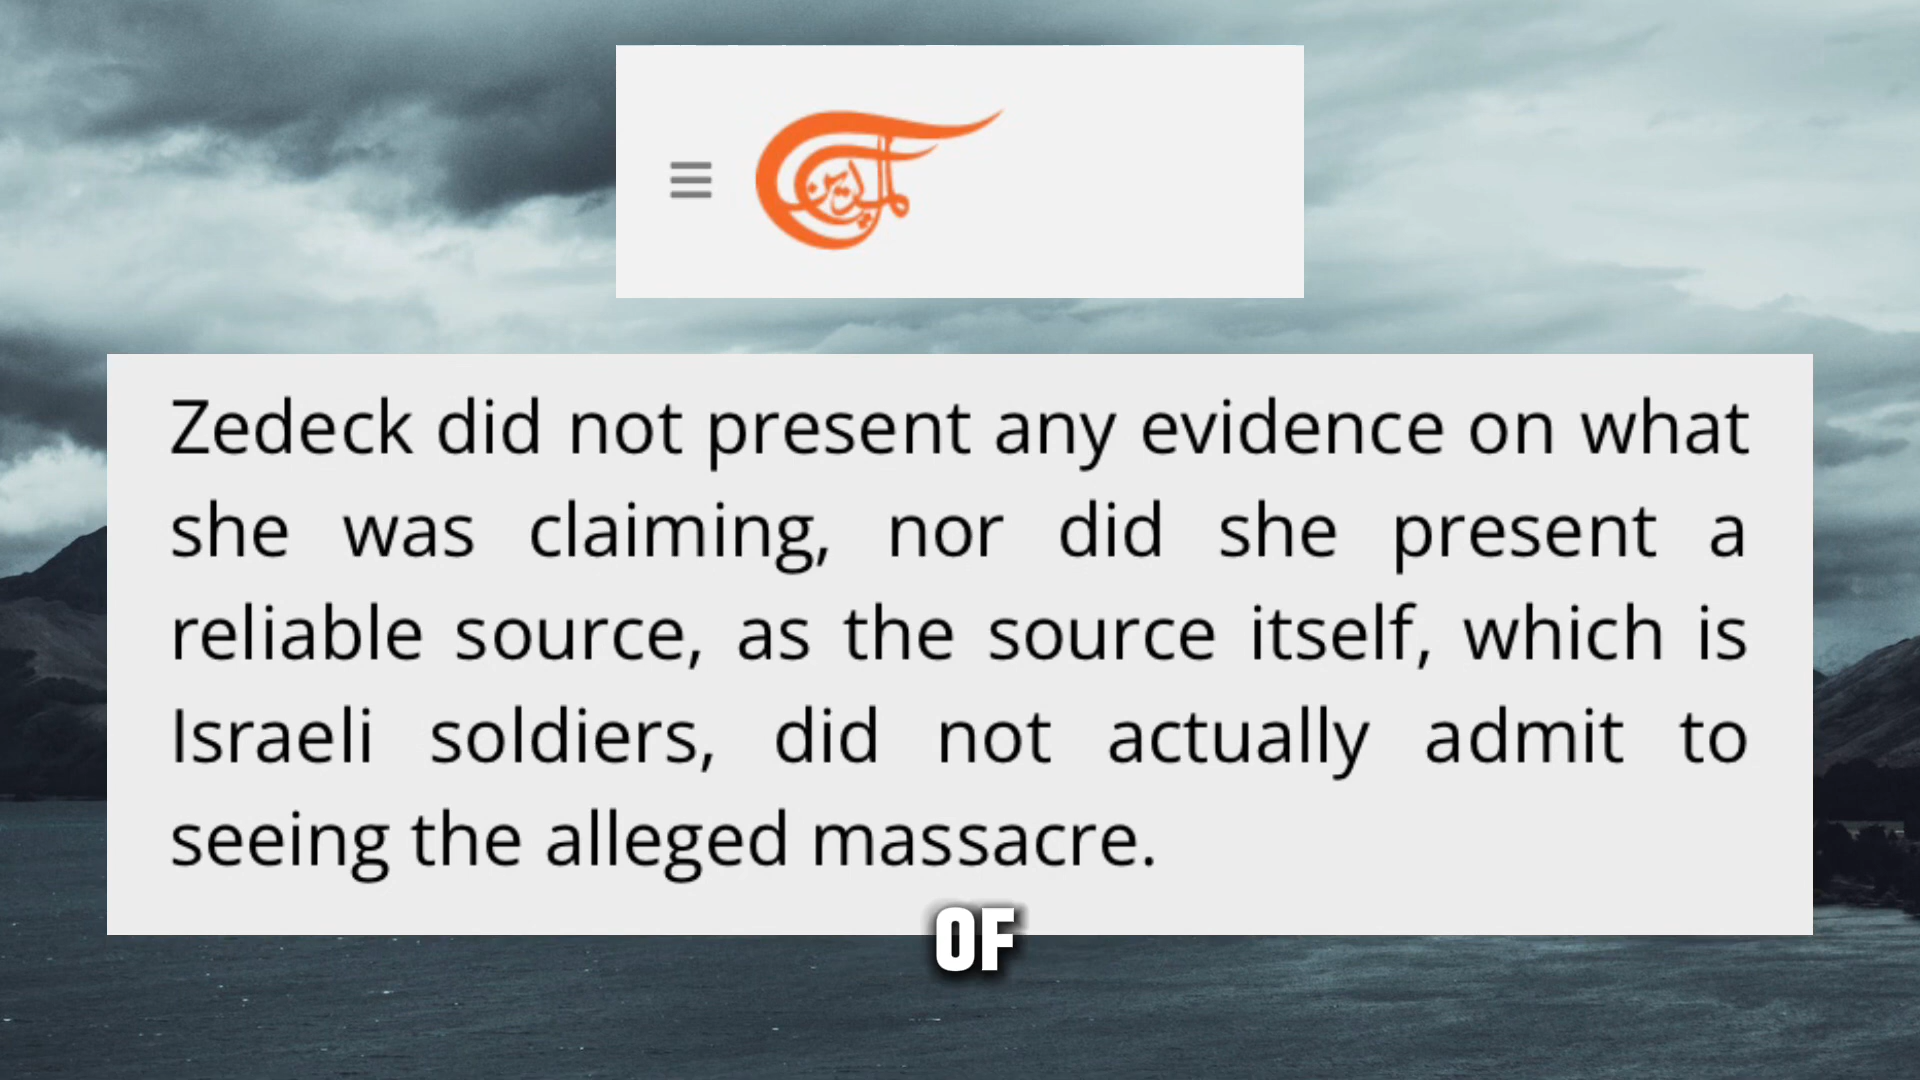 الميادين
Zedeck did not present any evidence on what
she was claiming, nor did she present a
reliable source, as the source itself, which is
Israeli soldiers, did not actually admit to
seeing the alleged massacre.
OF